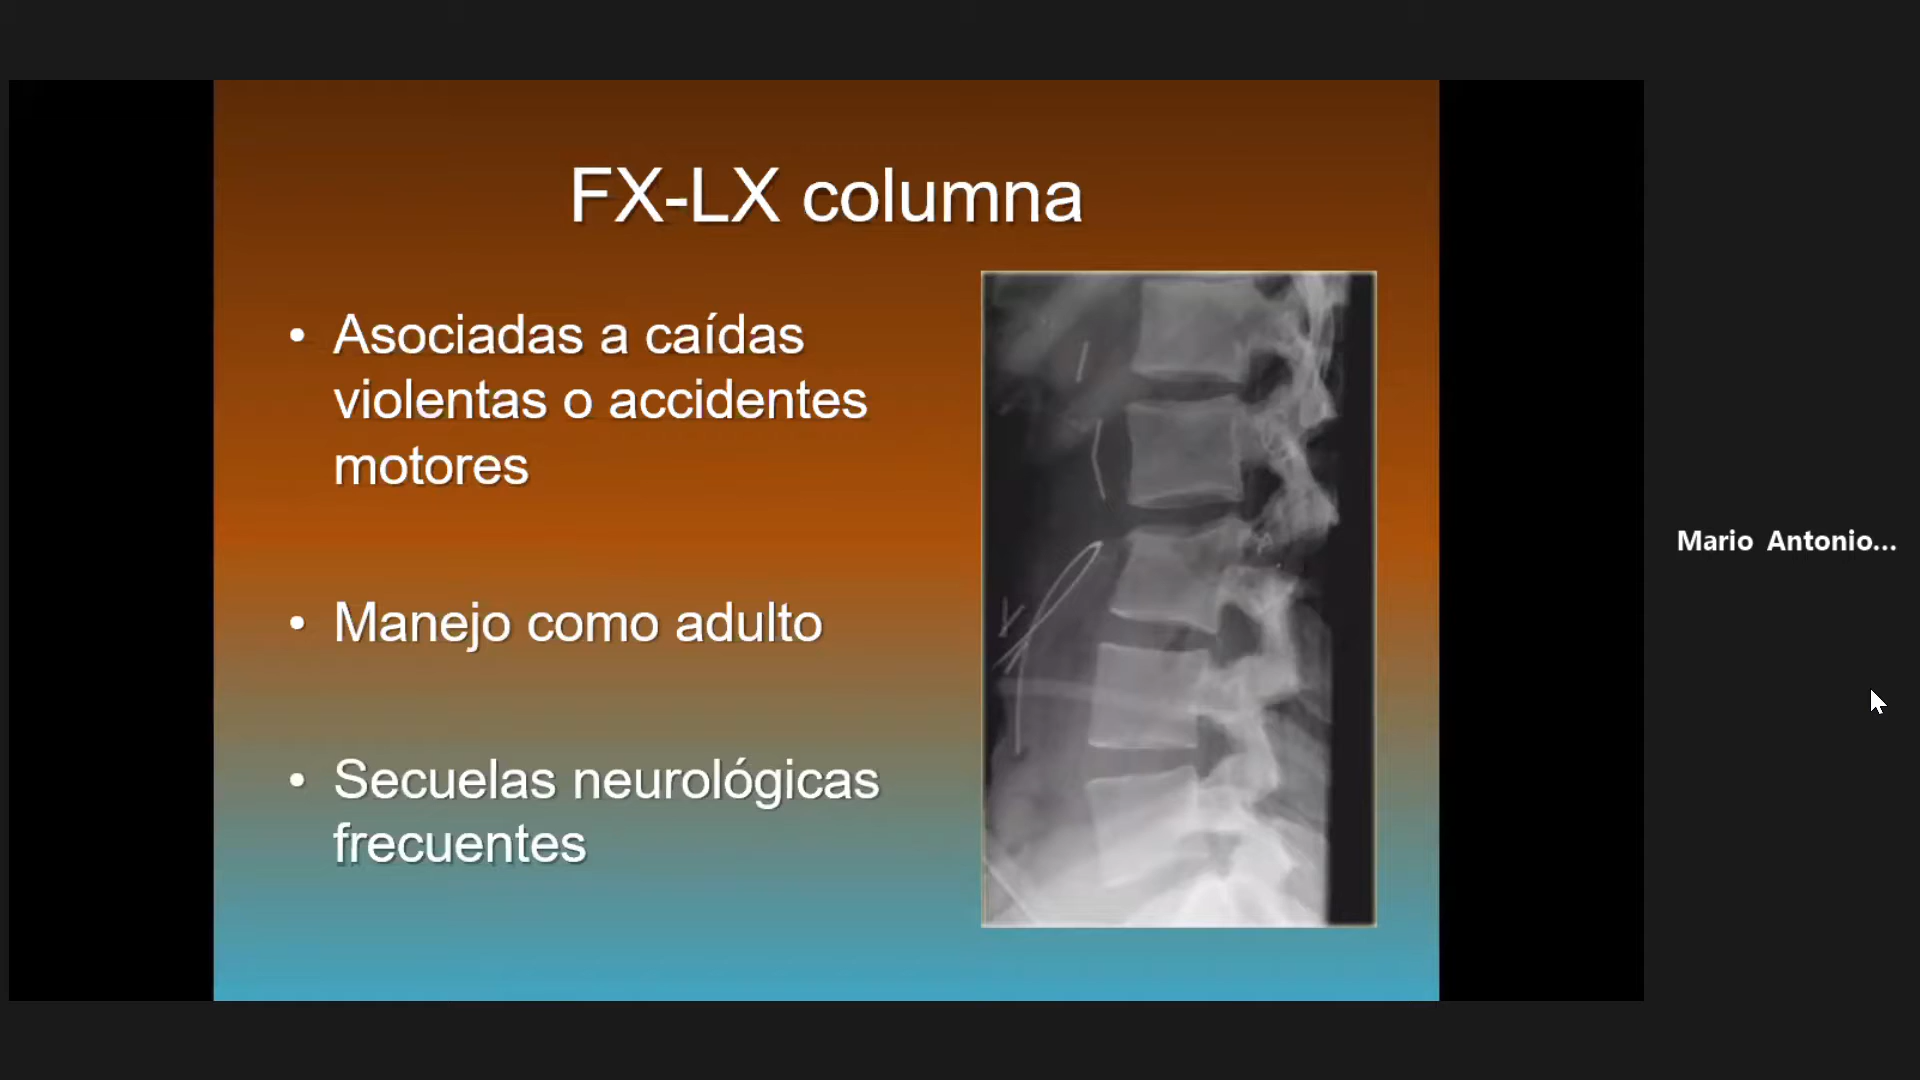 FX-LX columna
• Asociadas a caídas
violentas o accidentes
motores
• Manejo como adulto
• Secuelas neurológicas
frecuentes
Mario Antonio...